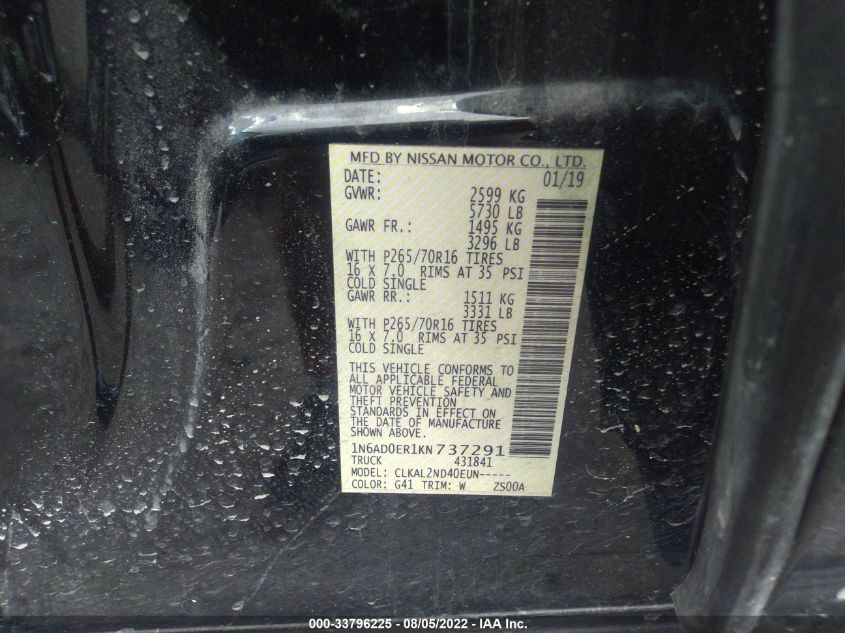 MFD BY NISSAN MOTOR CO., LTD.
DATE: 01/19
GVWR: 2599 KG
5730 LB
GAWR FR.: 1495 KG
3296 LB
WITH P265/70R16 TIRES
16 X 7.0 RIMS AT 35 PSI
COLD SINGLE
GAWR RR.: 1511 KG
3331 LB
WITH P265/70R16 TIRES
16 X 7.0 RIMS AT 35 PSI
COLD SINGLE
THIS VEHICLE CONFORMS TO
ALL APPLICABLE FEDERAL
MOTOR VEHICLE SAFETY AND
THEFT PREVENTION
STANDARDS IN EFFECT ON
THE DATE OF MANUFACTURE
SHOWN ABOVE.
1N6AD0ER1KN 737291
TRUCK 431841
MODEL: CLKAL2ND40EUN-----
COLOR: G41 TRIM: W ZS00A
000-33796225 - 08/05/2022 - IAA Inc.